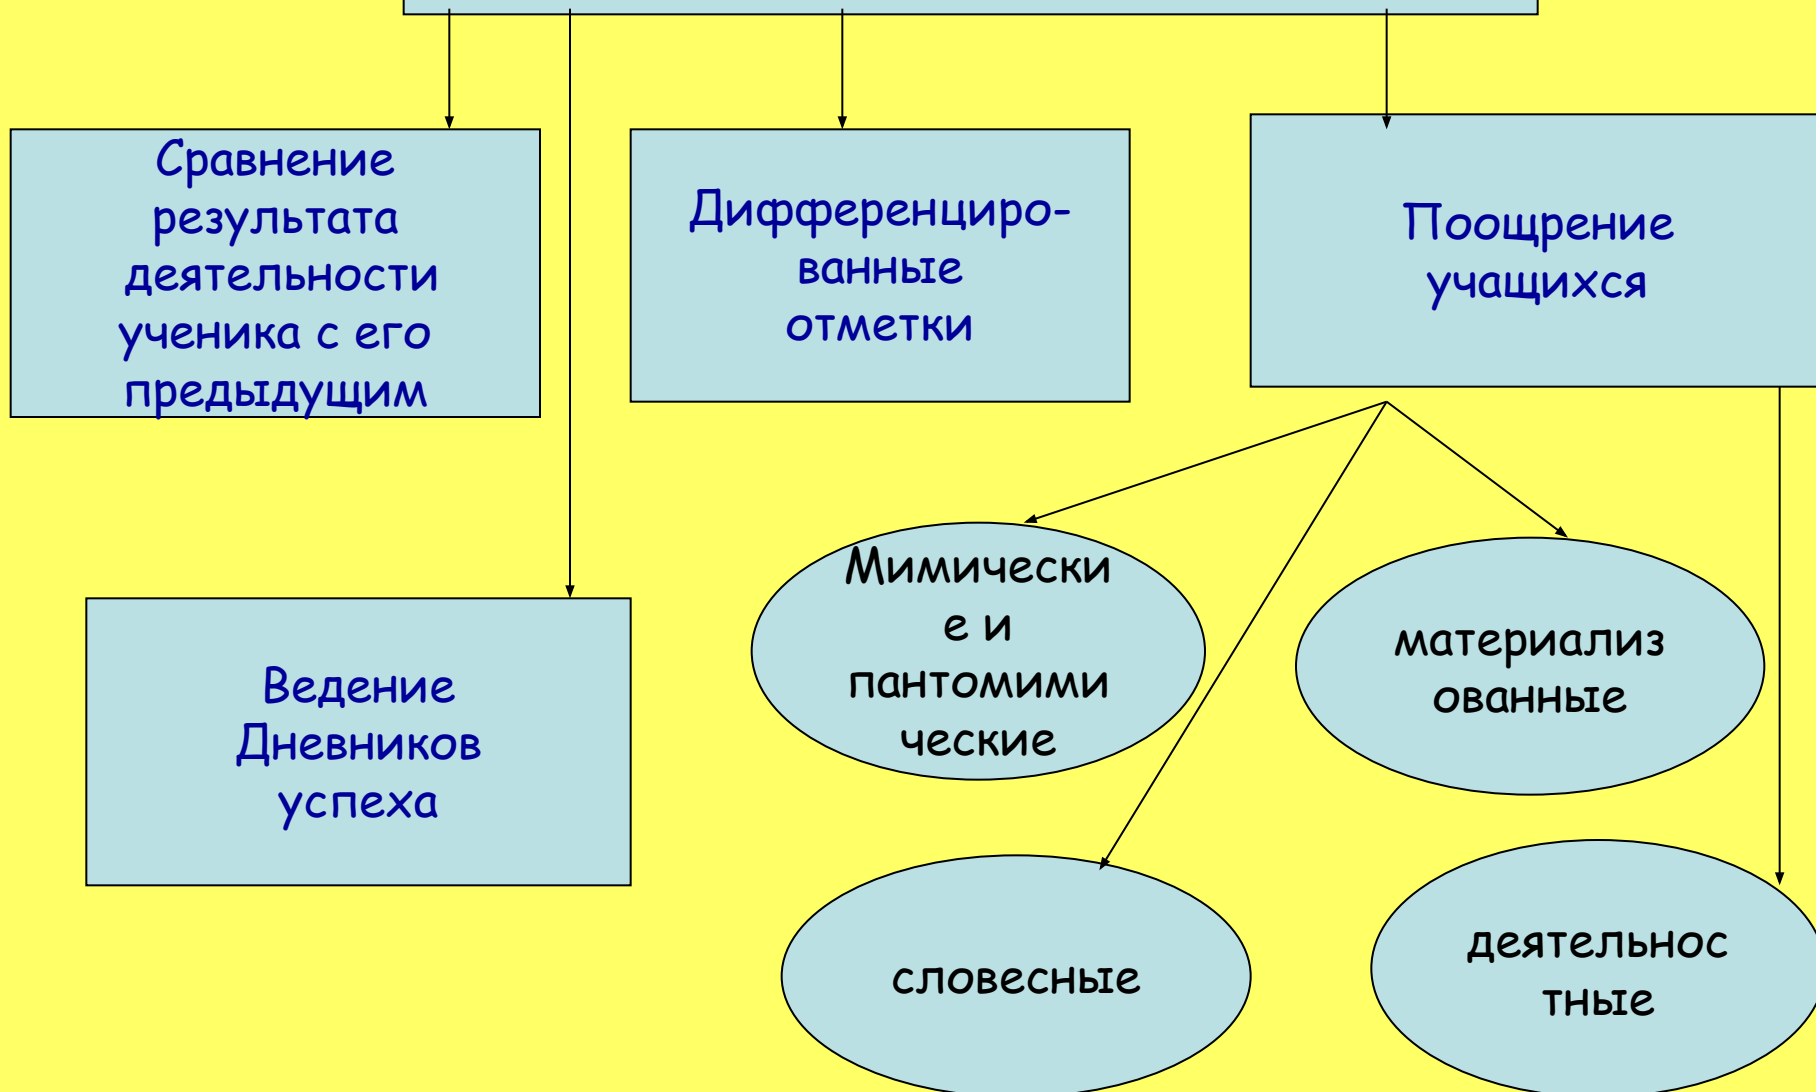 Сравнение
результата
деятельности
ученика с его
предыдущим
Дифференциро-
ванные
отметки
Поощрение
учащихся
Ведение
Дневников
успеха
Мимически
е и
пантомими
ческие
материализ
ованные
словесные
деятельнос
тные